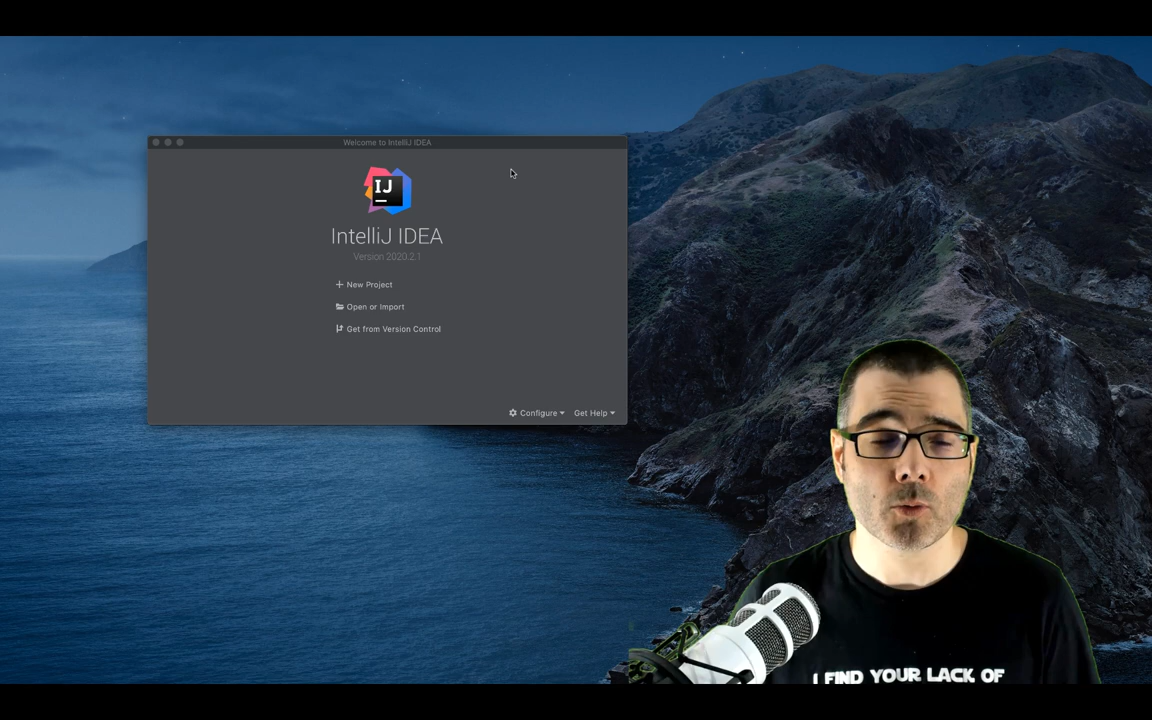 Welcome to IntelliJ IDEA
IJ
IntelliJ IDEA
Version 2020.2.1
New Project
Open or Import
Get from Version Control
Configure
Get Help
I FIND YOUR LACK OF